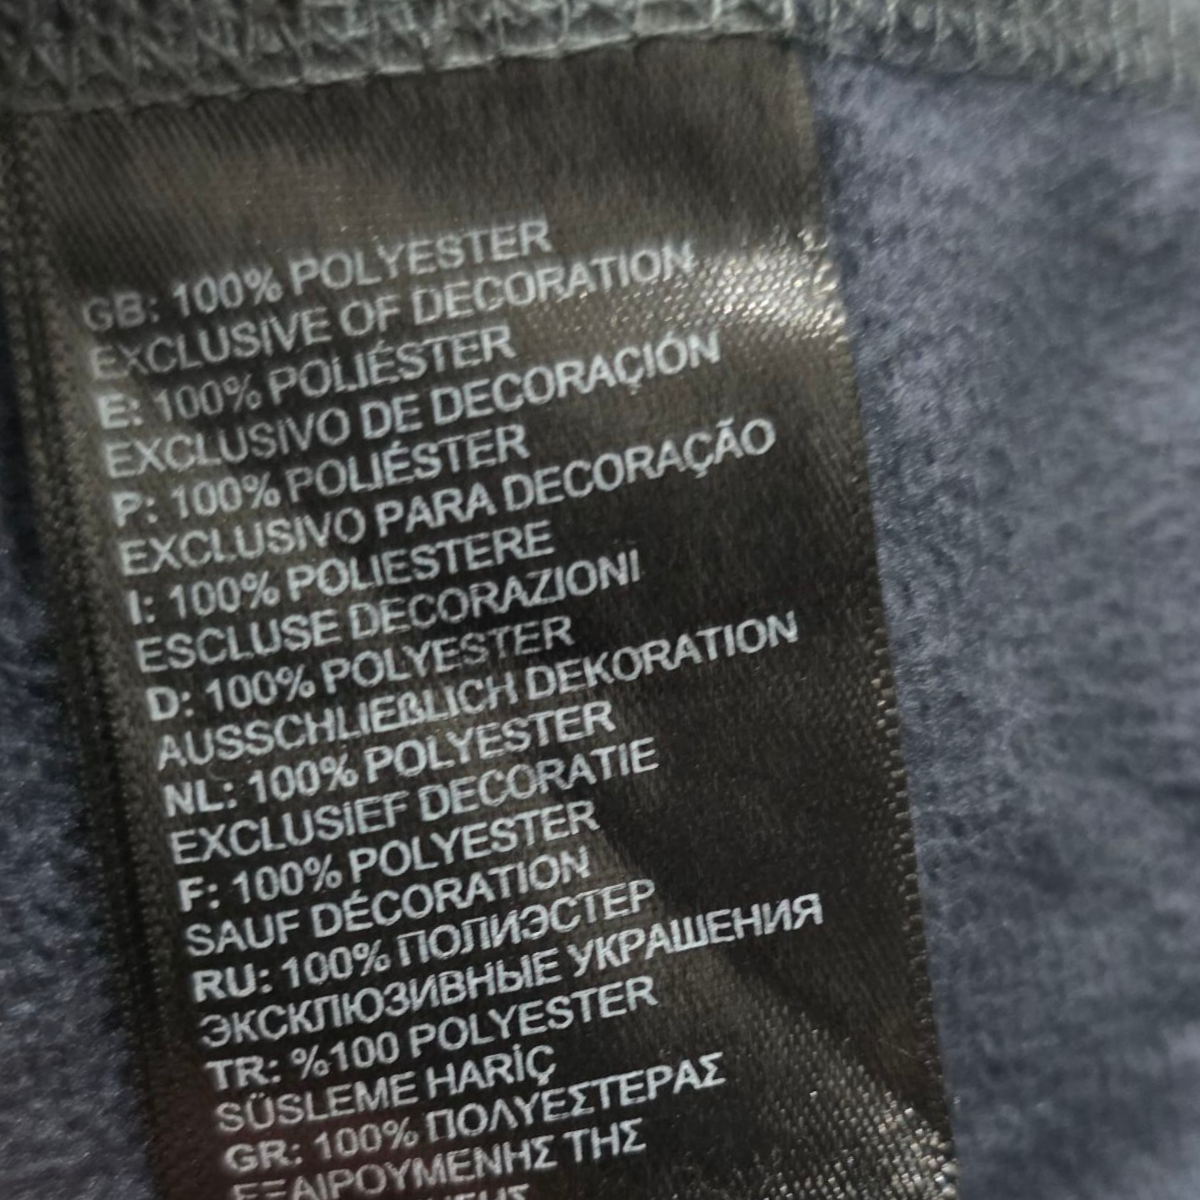 GB: 100% POLYESTER
EXCLUSIVE OF DECORATION
E: 100% POLIÉSTER
EXCLUSIVO DE DECORACIÓN
P: 100% POLIÉSTER
EXCLUSIVO PARA DECORAÇÃO
I: 100% POLIESTERE
ESCLUSE DECORAZIONI
D: 100% POLYESTER
AUSSCHLIEßLICH DEKORATION
NL: 100% POLYESTER
EXCLUSIEF DECORATIE
F: 100% POLYESTER
SAUF DÉCORATION
RU: 100% ПОЛИЭСТЕР
ЭКСКЛЮЗИВНЫЕ УКРАШЕНИЯ
TR: %100 POLYESTER
SÜSLEME HARİÇ
GR: 100% ΠΟΛΥΕΣΤΕΡΑΣ
ΕΞΑΙΡΟΥΜΕΝΗΣ ΤΗΣ